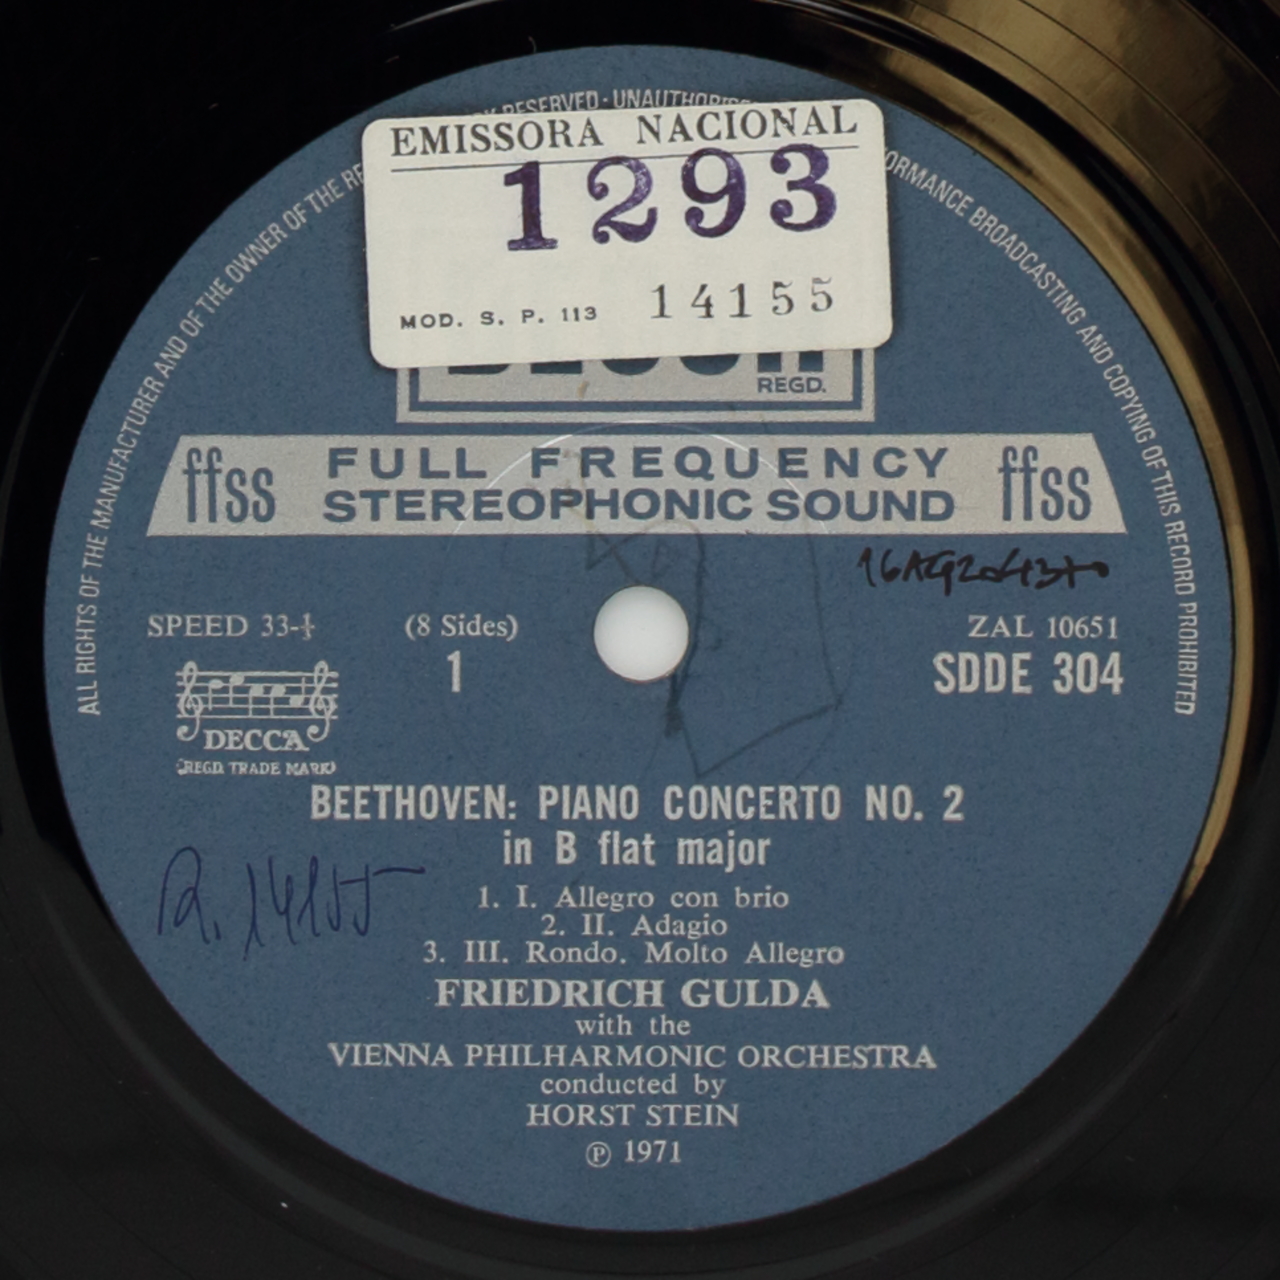 ALL RIGHTS OF THE MANUFACTURER AND OF THE OWNER OF THE RE
RESERVED · UNAUTHORISE
ORMANCE BROADCASTING AND COPYING OF THIS RECORD PROHIBITED
EMISSORA NACIONAL
1293
MOD. S. P. 113 14155
REGD.
ffss FULL FREQUENCY ffss
STEREOPHONIC SOUND
SPEED 33-⅓ (8 Sides) ZAL 10651
1 SDDE 304
DECCA
(REGD. TRADE MARK)
BEETHOVEN: PIANO CONCERTO NO. 2
in B flat major
R. 14155
1. I. Allegro con brio
2. II. Adagio
3. III. Rondo. Molto Allegro
FRIEDRICH GULDA
with the
VIENNA PHILHARMONIC ORCHESTRA
conducted by
HORST STEIN
℗ 1971